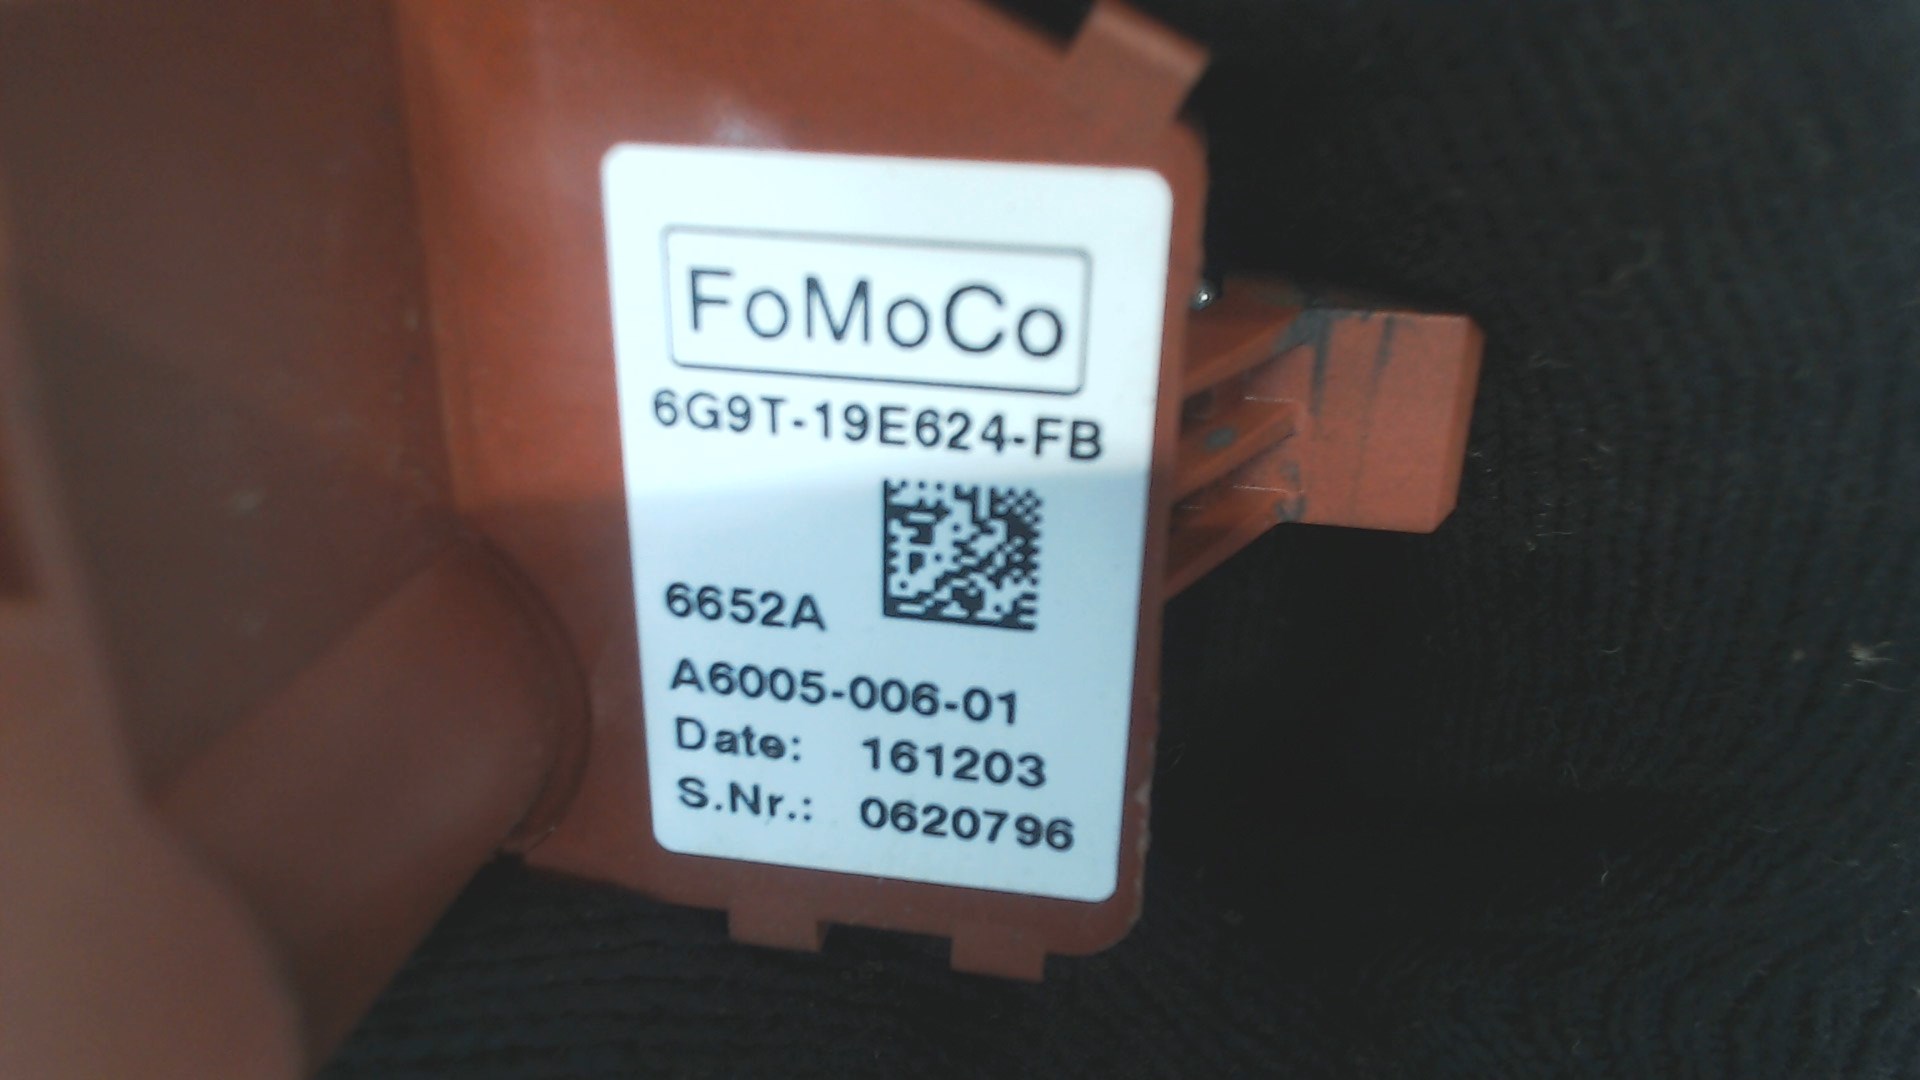 FoMoCo
6G9T-19E624-FB
6652A
A6005-006-01
Date: 161203
S.Nr.: 0620796